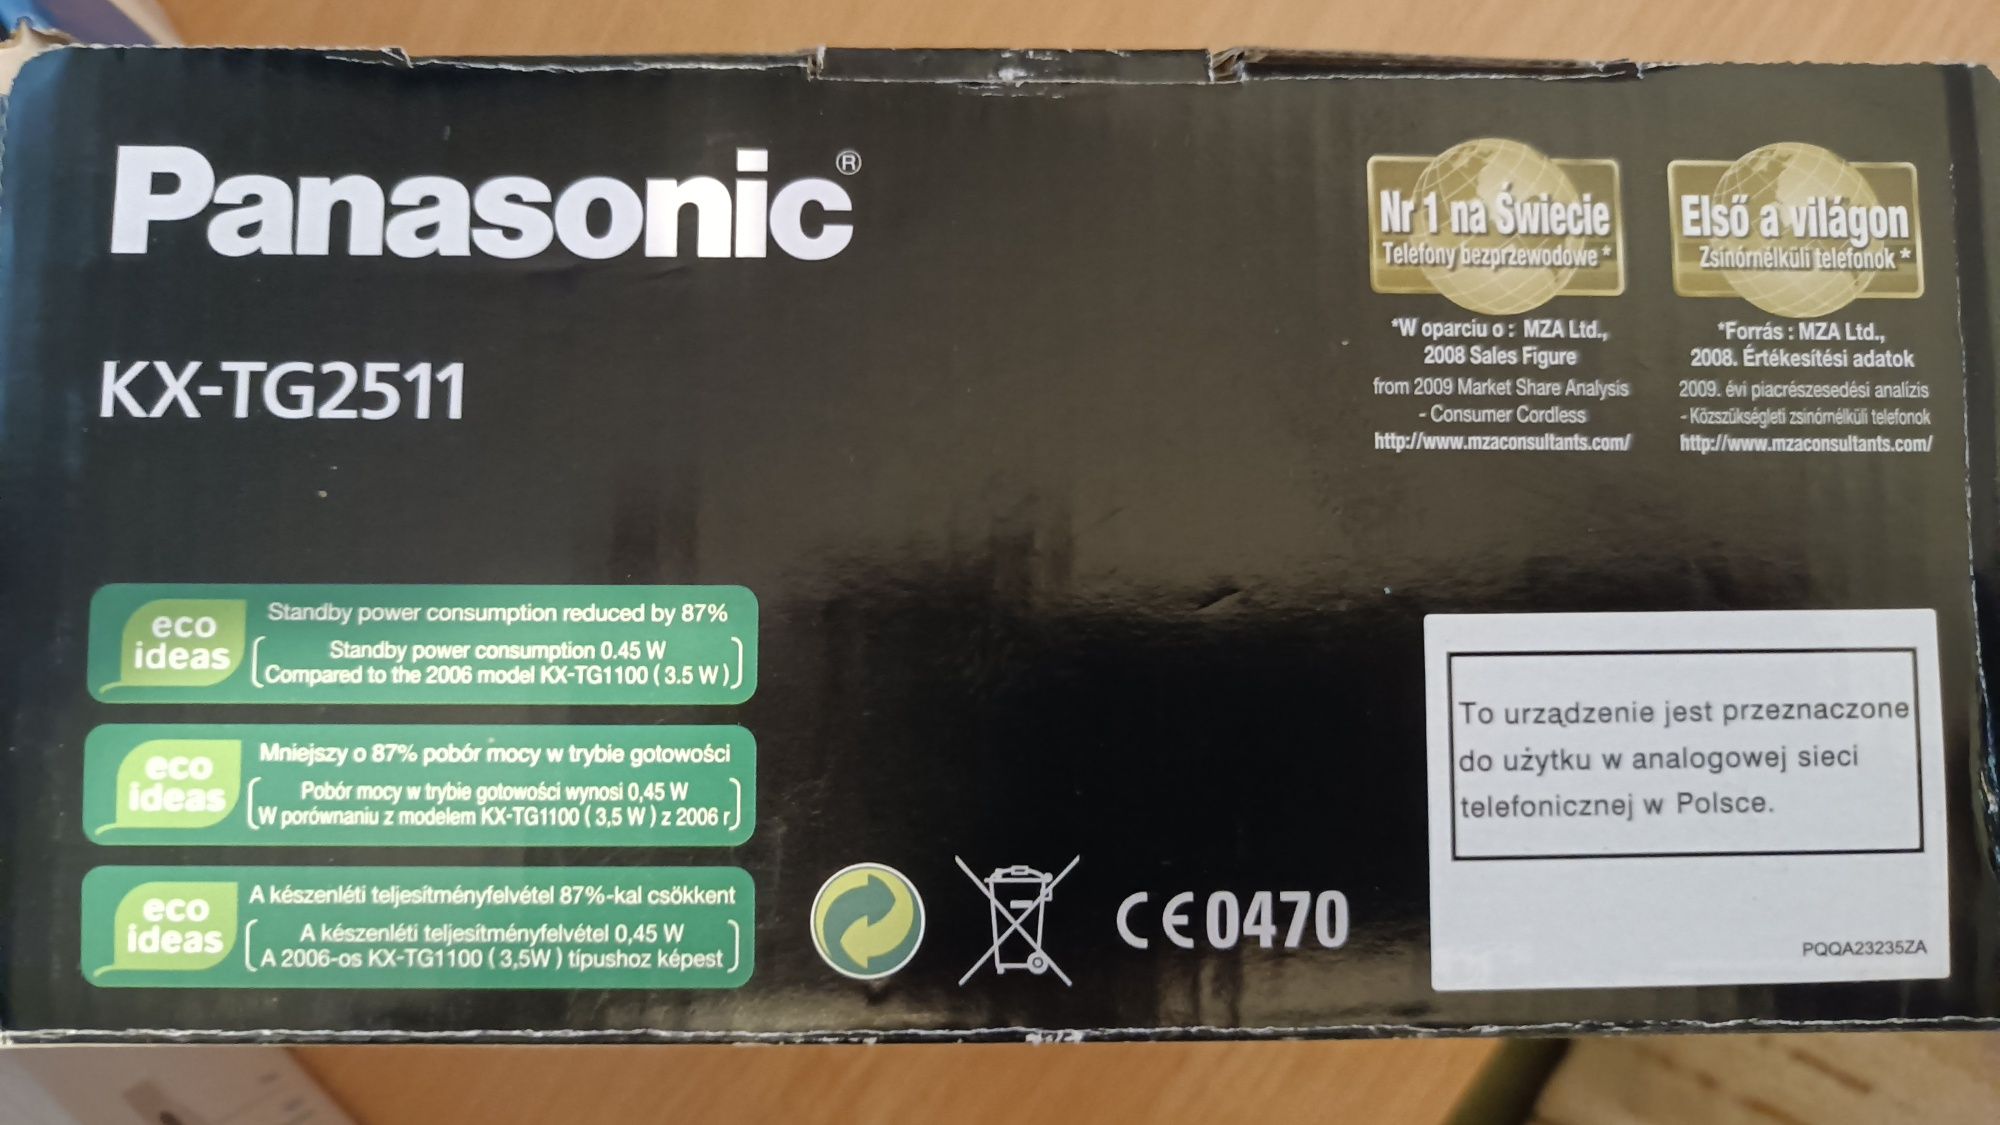 Panasonic®
KX-TG2511
Nr 1 na Świecie
Telefony bezprzewodowe *
*W oparciu o : MZA Ltd.,
2008 Sales Figure
from 2009 Market Share Analysis
- Consumer Cordless
http://www.mzaconsultants.com/
Első a világon
Zsinórnélküli telefonok *
*Forrás : MZA Ltd.,
2008. Értékesítési adatok
2009. évi piacrészesedési analízis
- Közszükségleti zsinórnélküli telefonok
http://www.mzaconsultants.com/
eco
ideas
Standby power consumption reduced by 87%
Standby power consumption 0.45 W
Compared to the 2006 model KX-TG1100 ( 3.5 W )
eco
ideas
Mniejszy o 87% pobór mocy w trybie gotowości
Pobór mocy w trybie gotowości wynosi 0,45 W
W porównaniu z modelem KX-TG1100 ( 3,5 W ) z 2006 r.
eco
ideas
A készenléti teljesítményfelvétel 87%-kal csökkent
A készenléti teljesítményfelvétel 0,45 W
A 2006-os KX-TG1100 ( 3,5W ) típushoz képest
CE0470
To urządzenie jest przeznaczone
do użytku w analogowej sieci
telefonicznej w Polsce.
PQQA23235ZA